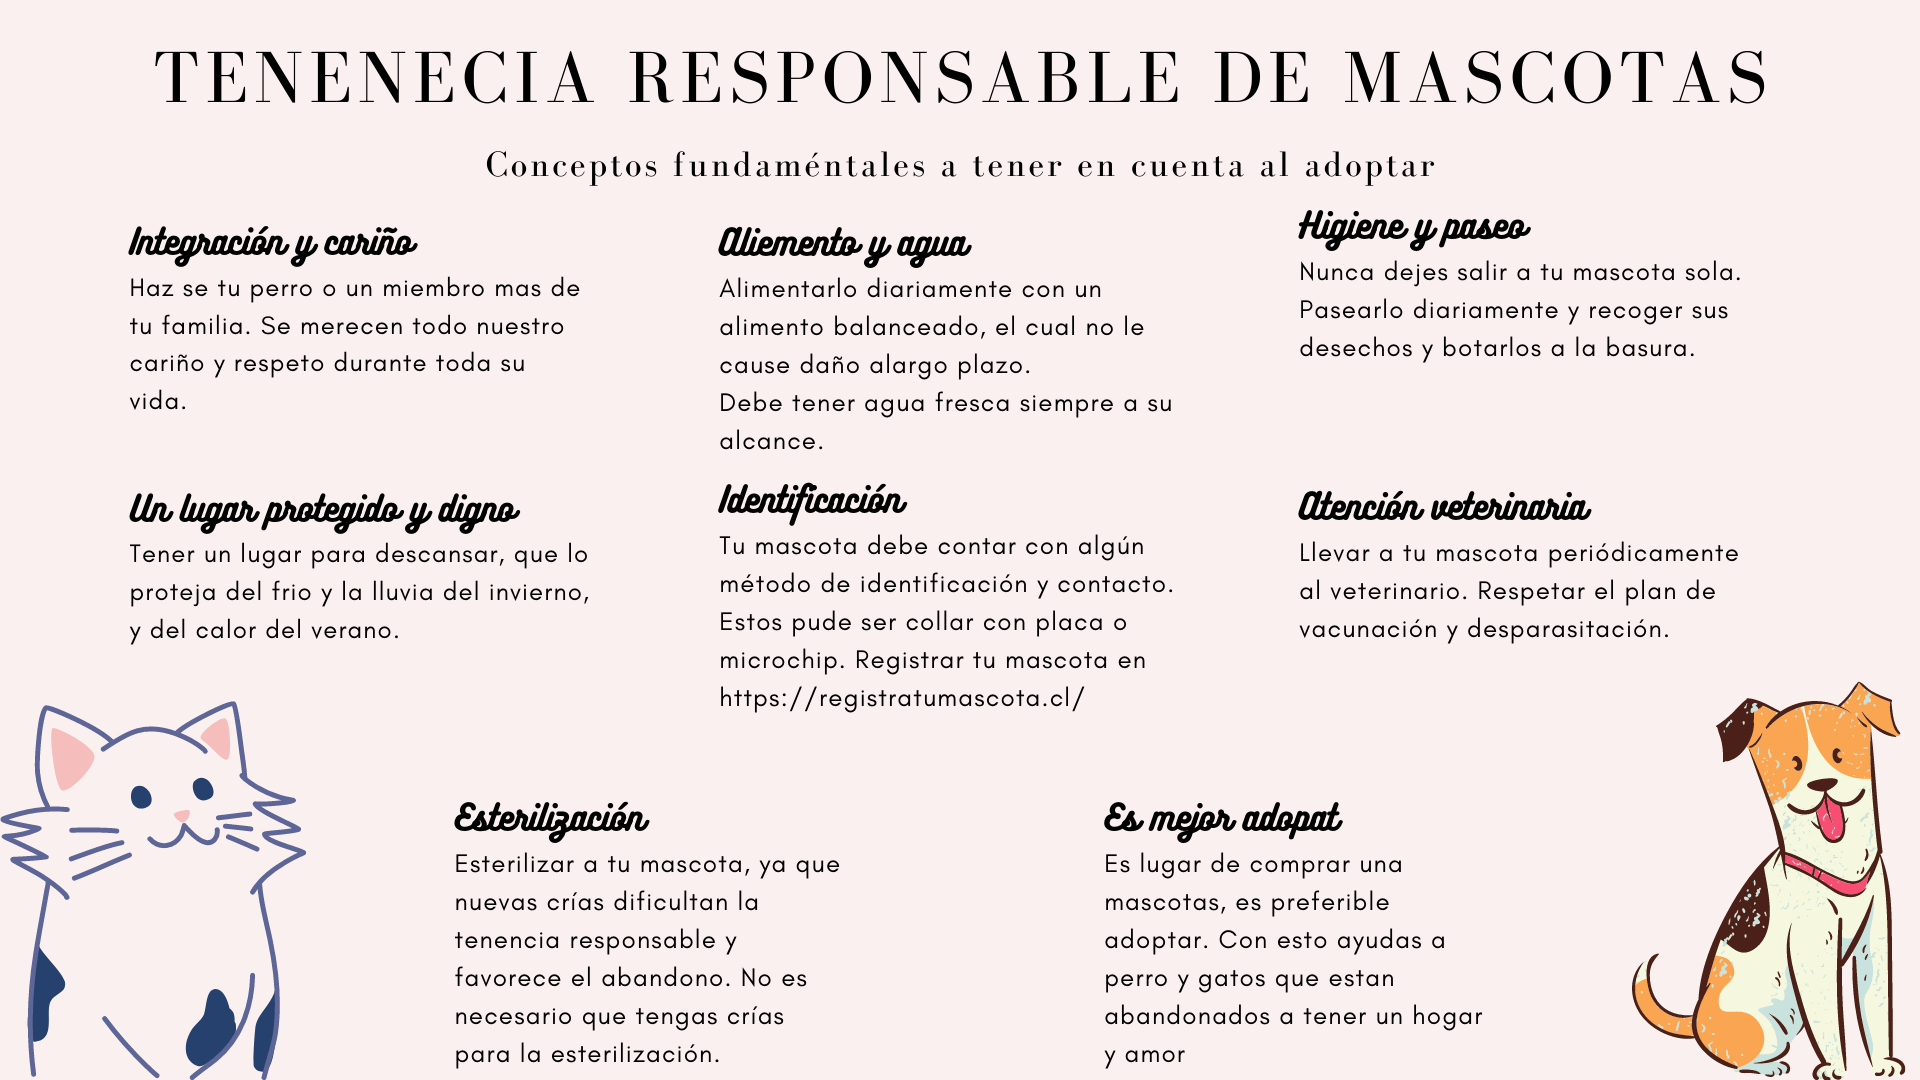 TENENECIA RESPONSABLE DE MASCOTAS
Conceptos fundaméntales a tener en cuenta al adoptar
Integración y cariño
Haz se tu perro o un miembro mas de
tu familia. Se merecen todo nuestro
cariño y respeto durante toda su
vida.
Aliemento y agua
Alimentarlo diariamente con un
alimento balanceado, el cual no le
cause daño alargo plazo.
Debe tener agua fresca siempre a su
alcance.
Higiene y paseo
Nunca dejes salir a tu mascota sola.
Pasearlo diariamente y recoger sus
desechos y botarlos a la basura.
Un lugar protegido y digno
Tener un lugar para descansar, que lo
proteja del frio y la lluvia del invierno,
y del calor del verano.
Identificación
Tu mascota debe contar con algún
método de identificación y contacto.
Estos pude ser collar con placa o
microchip. Registrar tu mascota en
https://registratumascota.cl/
Atención veterinaria
Llevar a tu mascota periódicamente
al veterinario. Respetar el plan de
vacunación y desparasitación.
Esterilización
Esterilizar a tu mascota, ya que
nuevas crías dificultan la
tenencia responsable y
favorece el abandono. No es
necesario que tengas crías
para la esterilización.
Es mejor adopat
Es lugar de comprar una
mascotas, es preferible
adoptar. Con esto ayudas a
perro y gatos que estan
abandonados a tener un hogar
y amor